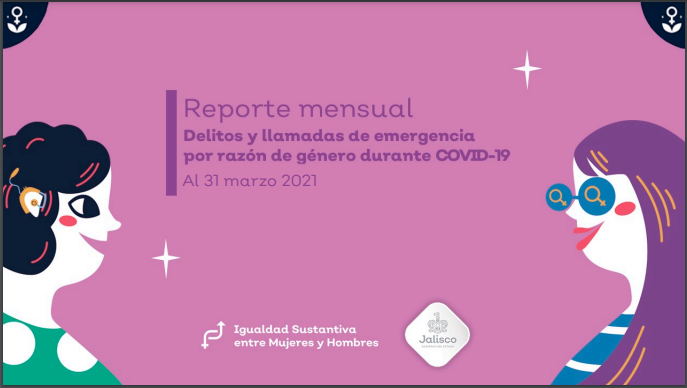 Reporte mensual
Delitos y llamadas de emergencia
por razón de género durante COVID-19
Al 31 marzo 2021
Igualdad Sustantiva
entre Mujeres y Hombres
Jalisco